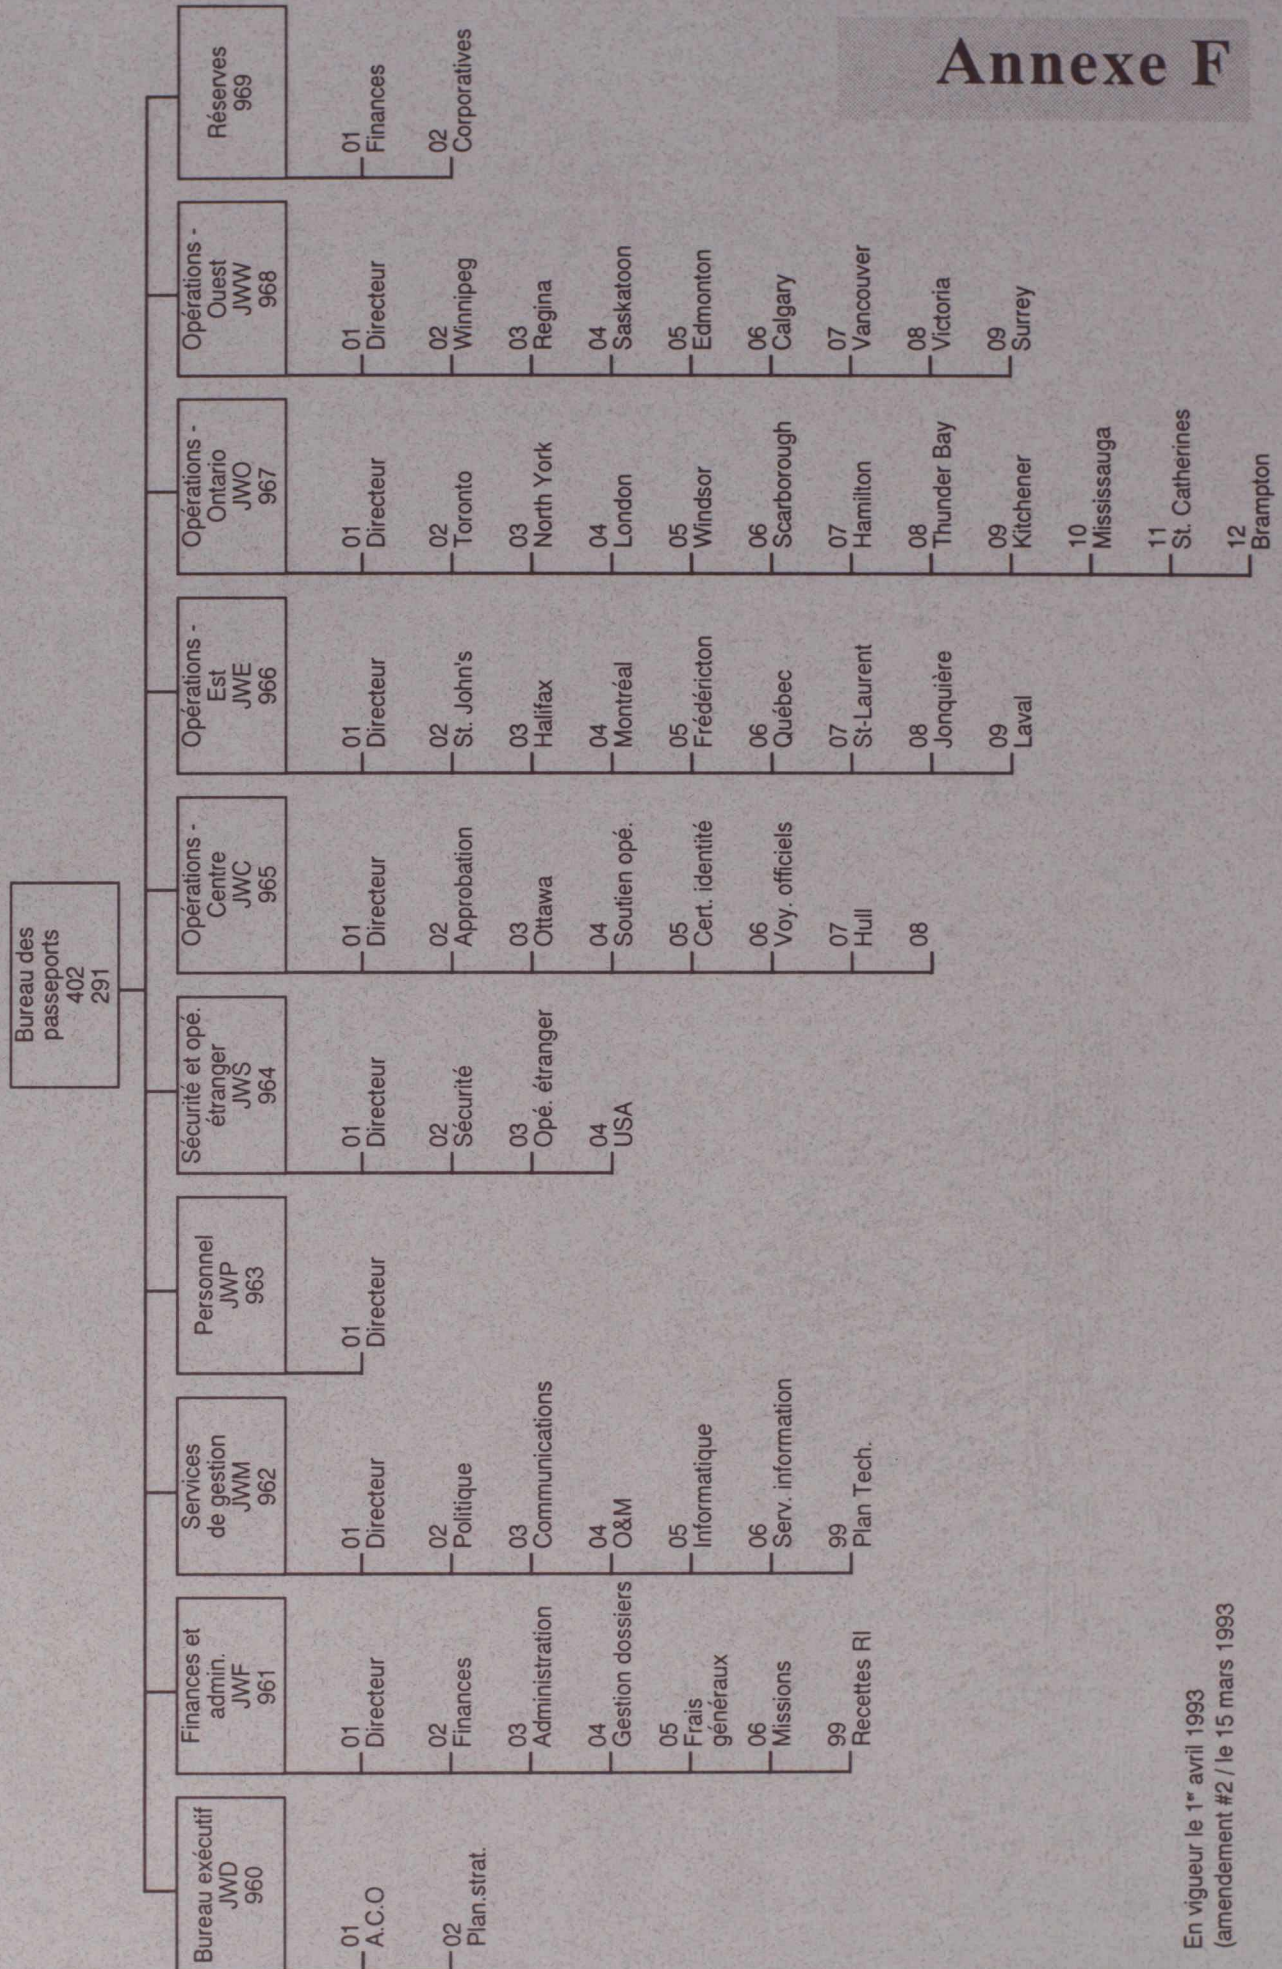 Annexe F
Bureau des
passeports
402
291
Bureau exécutif
JWD
960
01
A.C.O
02
Plan.strat.
Finances et
admin.
JWF
961
01
Directeur
02
Finances
03
Administration
04
Gestion dossiers
05
Frais
généraux
06
Missions
99
Recettes RI
Services
de gestion
JWM
962
01
Directeur
02
Politique
03
Communications
04
O&M
05
Informatique
06
Serv. information
99
Plan Tech.
Personnel
JWP
963
01
Directeur
Sécurité et opé.
étranger
JWS
964
01
Directeur
02
Sécurité
03
Opé. étranger
04
USA
Opérations -
Centre
JWC
965
01
Directeur
02
Approbation
03
Ottawa
04
Soutien opé.
05
Cert. identité
06
Voy. officiels
07
Hull
08
Opérations -
Est
JWE
966
01
Directeur
02
St. John's
03
Halifax
04
Montréal
05
Frédéricton
06
Québec
07
St-Laurent
08
Jonquière
09
Laval
Opérations -
Ontario
JWO
967
01
Directeur
02
Toronto
03
North York
04
London
05
Windsor
06
Scarborough
07
Hamilton
08
Thunder Bay
09
Kitchener
10
Mississauga
11
St. Catherines
12
Brampton
Opérations -
Ouest
JWW
968
01
Directeur
02
Winnipeg
03
Regina
04
Saskatoon
05
Edmonton
06
Calgary
07
Vancouver
08
Victoria
09
Surrey
Réserves
969
01
Finances
02
Corporatives
En vigueur le 1er avril 1993
(amendement #2 / le 15 mars 1993